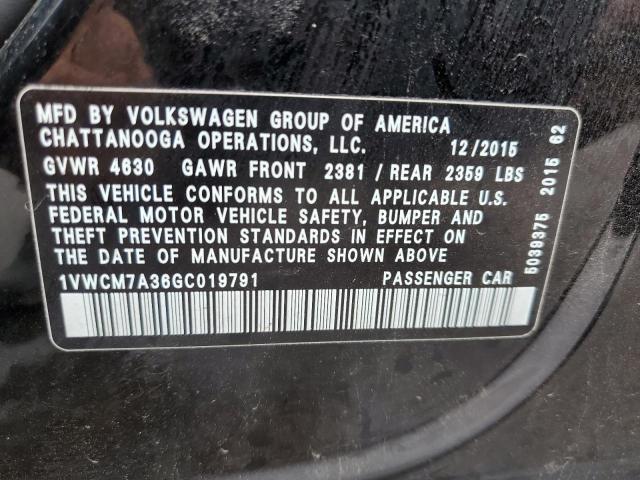 MFD BY VOLKSWAGEN GROUP OF AMERICA
CHATTANOOGA OPERATIONS, LLC. 12/2015
GVWR 4630 GAWR FRONT 2381 / REAR 2359 LBS
THIS VEHICLE CONFORMS TO ALL APPLICABLE U.S.
FEDERAL MOTOR VEHICLE SAFETY, BUMPER AND
THEFT PREVENTION STANDARDS IN EFFECT ON THE
DATE OF MANUFACTURE SHOWN ABOVE
1VWCM7A36GC019791 PASSENGER CAR
5039375 2015 62